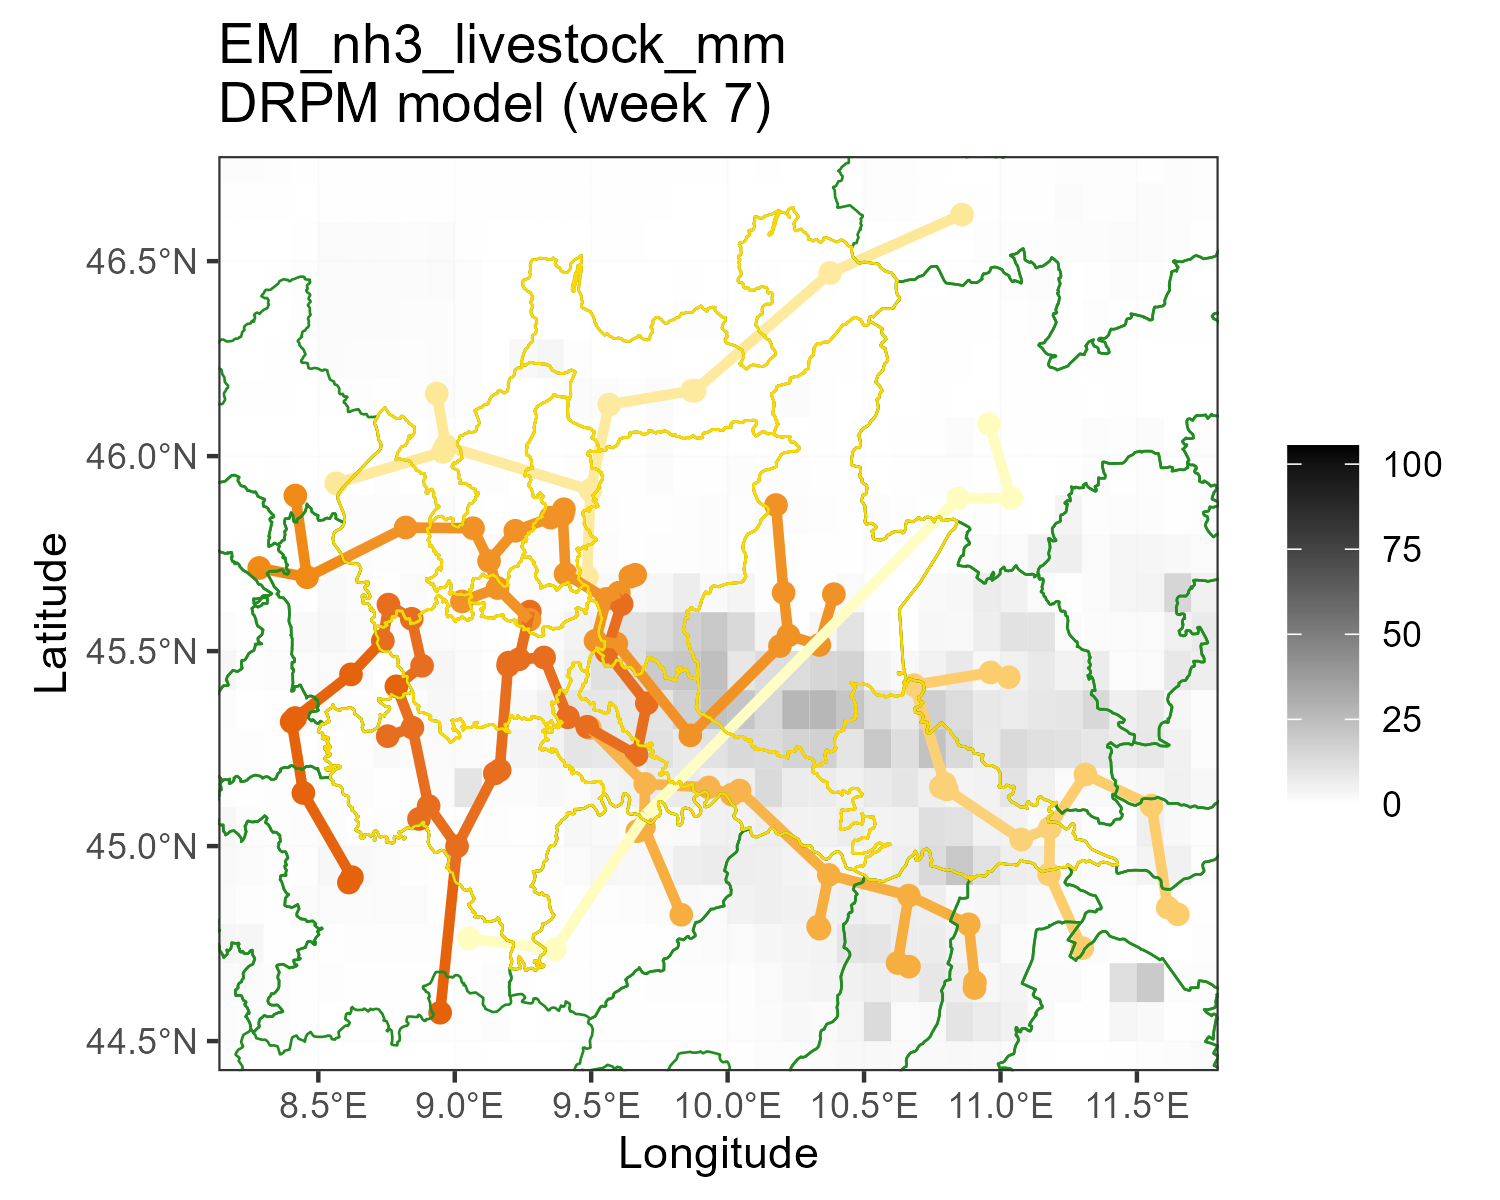 EM_nh3_livestock_mm
DRPM model (week 7)
46.5°N
46.0°N
45.5°N
45.0°N
44.5°N
Latitude
8.5°E 9.0°E 9.5°E 10.0°E 10.5°E 11.0°E 11.5°E
Longitude
100
75
50
25
0